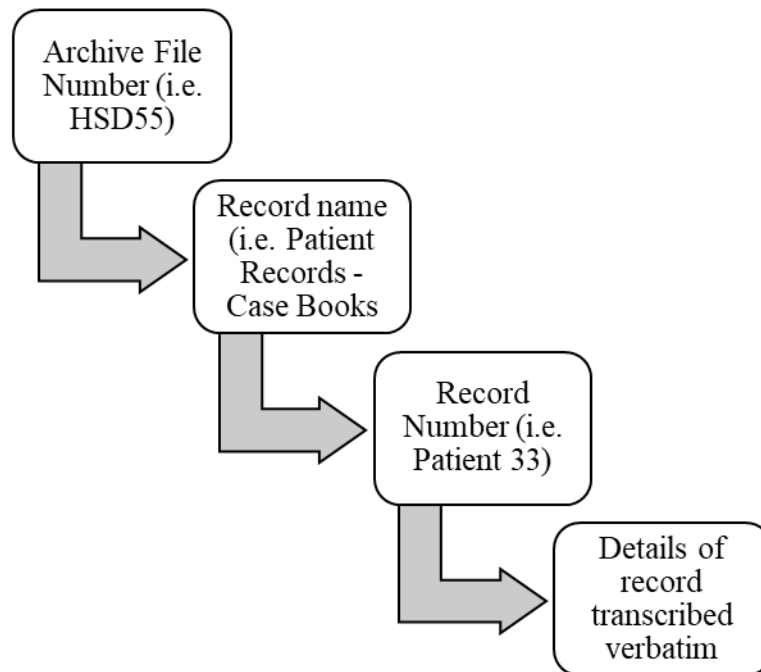 Archive File
Number (i.e.
HSD55)
Record name
(i.e. Patient
Records -
Case Books
Record
Number (i.e.
Patient 33)
Details of
record
transcribed
verbatim